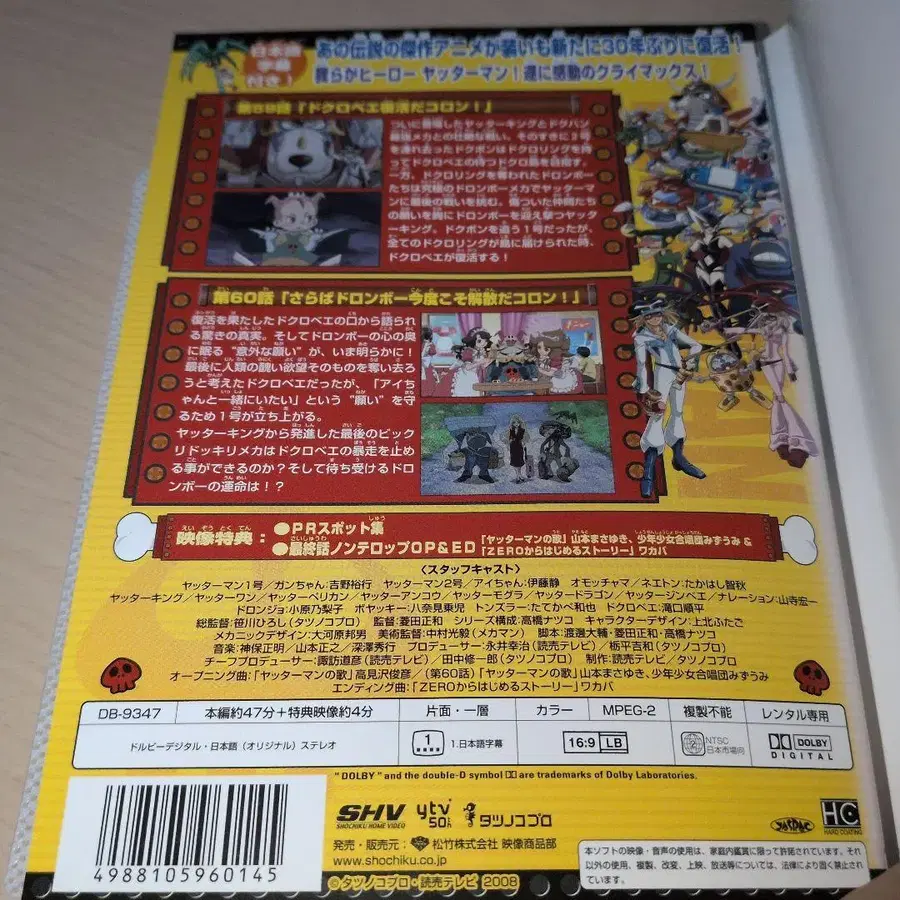 日本語
字幕
付き!
あの伝説の傑作アニメが装いも新たに30年ぶりに復活!
我らがヒーロー ヤッターマン!遂に感動のクライマックス!
第59話「ドクロベエ復活だコロン!」
ついに登場したヤッターキングとドクパン
最強メカとの壮絶な戦い。そのすきに2号
を連れ去ったドクボンはドクロリングを持
ってドクロベエの待つドクロ島を目指す。
一方、ドクロリングを奪われたドロンボー
たちは究極のドロンボーメカでヤッターマ
ンに最後の戦いを挑む。傷ついた仲間たち
の願いを胸にドロンボーを迎え撃つヤッタ
ーキング、ドクボンを追う1号だったが、
全てのドクロリングが島に届けられた時、
ドクロベエが復活する!
第60話「さらばドロンボー今度こそ解散だコロン!」
復活を果たしたドクロベエの口から語られ
る驚きの真実。そしてドロンボーの心の奥
に眠る"意外な願い"が、いま明らかに!
最後に人類の醜い欲望そのものを奪い去ろ
うと考えたドクロベエだったが、「アイち
ゃんと一緒にいたい」という"願い"を守
るため1号が立ち上がる。
ヤッターキングから発進した最後のビック
リドッキリメカはドクロベエの暴走を止め
る事ができるのか?そして待ち受けるドロ
ンボーの運命は!?
映像特典:
●PRスポット集
●最終話ノンテロップOP&ED
「ヤッターマンの歌」山本まさゆき、少年少女合唱団みずうみ &
「ZEROからはじめるストーリー」ワカバ
〈スタッフキャスト〉
ヤッターマン1号/ガンちゃん:吉野裕行 ヤッターマン2号/アイちゃん:伊藤静 オモッチャマ/ネエトン:たかはし智秋
ヤッターキング/ヤッターワン/ヤッターペリカン/ヤッターアンコウ/ヤッターモグラ/ヤッタードラゴン/ヤッタージンベエ/ナレーション:山寺宏一
ドロンジョ:小原乃梨子 ボヤッキー:八奈見乗児 トンズラー:たてかべ和也 ドクロベエ:滝口順平
総監督:笹川ひろし(タツノコプロ) 監督:菱田正和 シリーズ構成:高橋ナツコ キャラクターデザイン:上北ふたご
メカニックデザイン:大河原邦男 美術監督:中村光毅(メカマン) 脚本:渡邊大輔・菱田正和・高橋ナツコ
音楽:神保正明/山本正之/深澤秀行 プロデューサー:永井幸治(読売テレビ)/栃平吉和(タツノコプロ)
チーフプロデューサー:諏訪道彦(読売テレビ)/田中修一郎(タツノコプロ) 制作:読売テレビ/タツノコプロ
オープニング曲:「ヤッターマンの歌」高見沢俊彦/(第60話)「ヤッターマンの歌」山本まさゆき、少年少女合唱団みずうみ
エンディング曲:「ZEROからはじめるストーリー」ワカバ
DB-9347 本編約47分+特典映像約4分 片面・一層 カラー MPEG-2 複製不能 レンタル専用
ドルビーデジタル・日本語(オリジナル)ステレオ
1 1.日本語字幕
16:9 LB
2 NTSC
日本市場向
DOLBY
DIGITAL
"DOLBY" and the double-D symbol are trademarks of Dolby Laboratories.
SHV
SHOCHIKU HOME VIDEO
ytv
50th
タツノコプロ
発売・販売元: 松竹株式会社 映像商品部
www.shochiku.co.jp
JASRAC
HC
HARD COATING
本ソフトの映像・音声の使用は、家庭内鑑賞に限って許諾されています。それ
以外の使用、複製、改変、上映、放送等については、法律により固く禁止されて
います。
4988105960145
©タツノコプロ・読売テレビ 2008